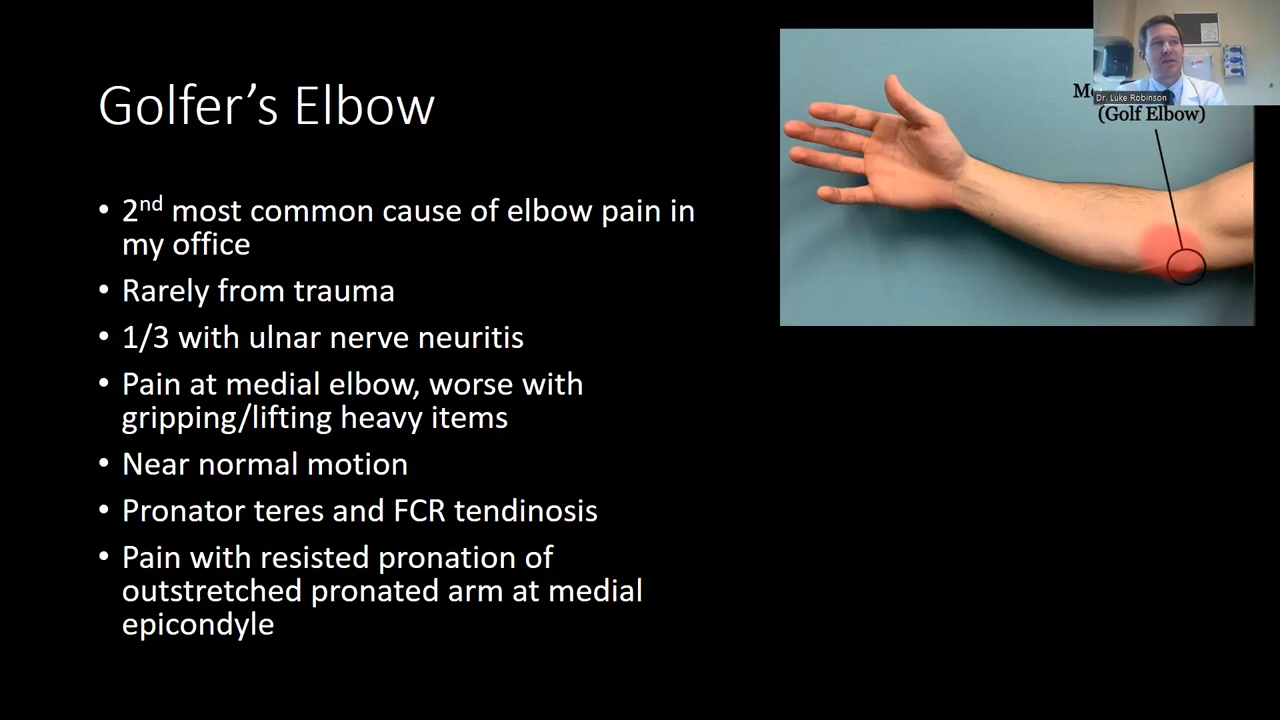 Golfer's Elbow
• 2nd most common cause of elbow pain in
my office
• Rarely from trauma
• 1/3 with ulnar nerve neuritis
• Pain at medial elbow, worse with
gripping/lifting heavy items
• Near normal motion
• Pronator teres and FCR tendinosis
• Pain with resisted pronation of
outstretched pronated arm at medial
epicondyle
(Golf Elbow)
Dr. Luke Robinson